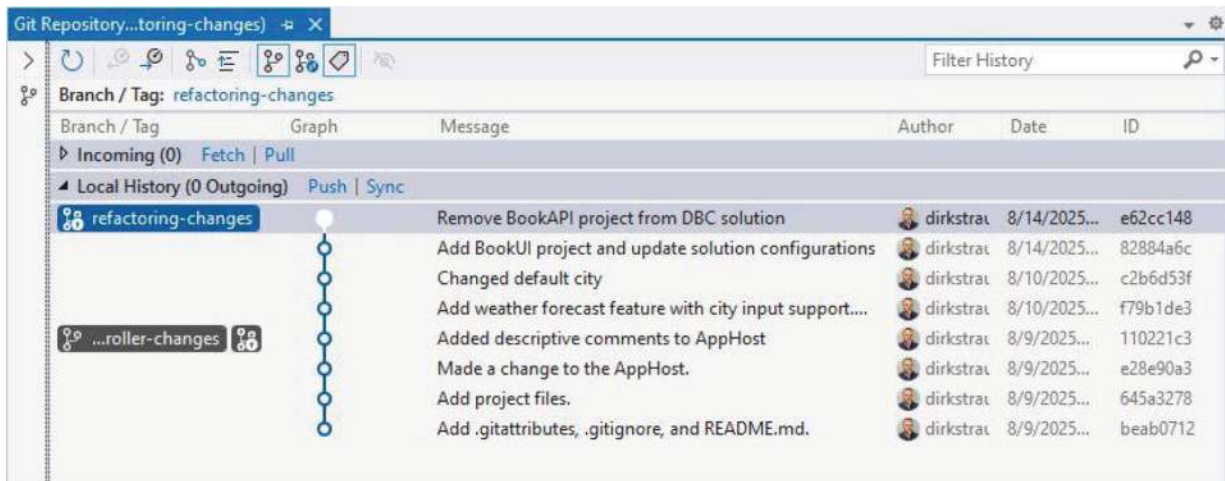 Git Repository...toring-changes)
Filter History
Branch / Tag: refactoring-changes
Branch / Tag Graph Message Author Date ID
Incoming (0) Fetch | Pull
Local History (0 Outgoing) Push | Sync
refactoring-changes Remove BookAPI project from DBC solution dirkstrau 8/14/2025... e62cc148
Add BookUI project and update solution configurations dirkstrau 8/14/2025... 82884a6c
Changed default city dirkstrau 8/10/2025... c2b6d53f
Add weather forecast feature with city input support.... dirkstrau 8/10/2025... f79b1de3
...roller-changes Added descriptive comments to AppHost dirkstrau 8/9/2025... 110221c3
Made a change to the AppHost. dirkstrau 8/9/2025... e28e90a3
Add project files. dirkstrau 8/9/2025... 645a3278
Add .gitattributes, .gitignore, and README.md. dirkstrau 8/9/2025... beab0712